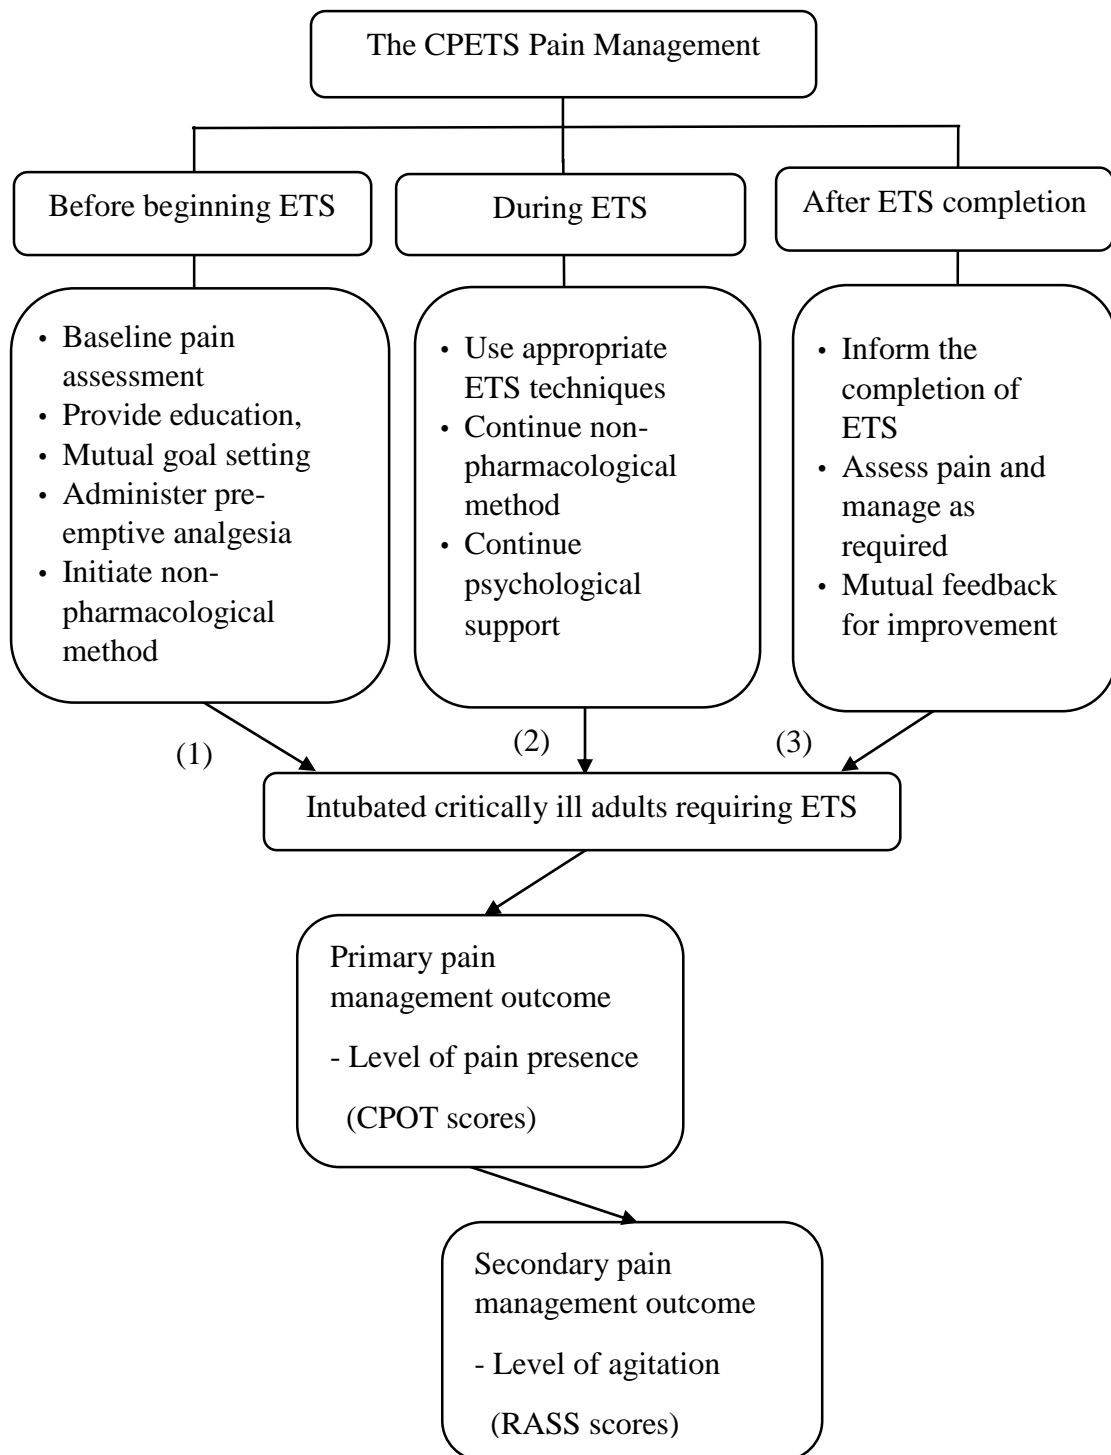 The CPETS Pain Management
Before beginning ETS
During ETS
After ETS completion
• Baseline pain
assessment
• Provide education,
• Mutual goal setting
• Administer pre-
emptive analgesia
• Initiate non-
pharmacological
method
• Use appropriate
ETS techniques
• Continue non-
pharmacological
method
• Continue
psychological
support
• Inform the
completion of
ETS
• Assess pain and
manage as
required
• Mutual feedback
for improvement
(1)
(2)
(3)
Intubated critically ill adults requiring ETS
Primary pain
management outcome
- Level of pain presence
(CPOT scores)
Secondary pain
management outcome
- Level of agitation
(RASS scores)